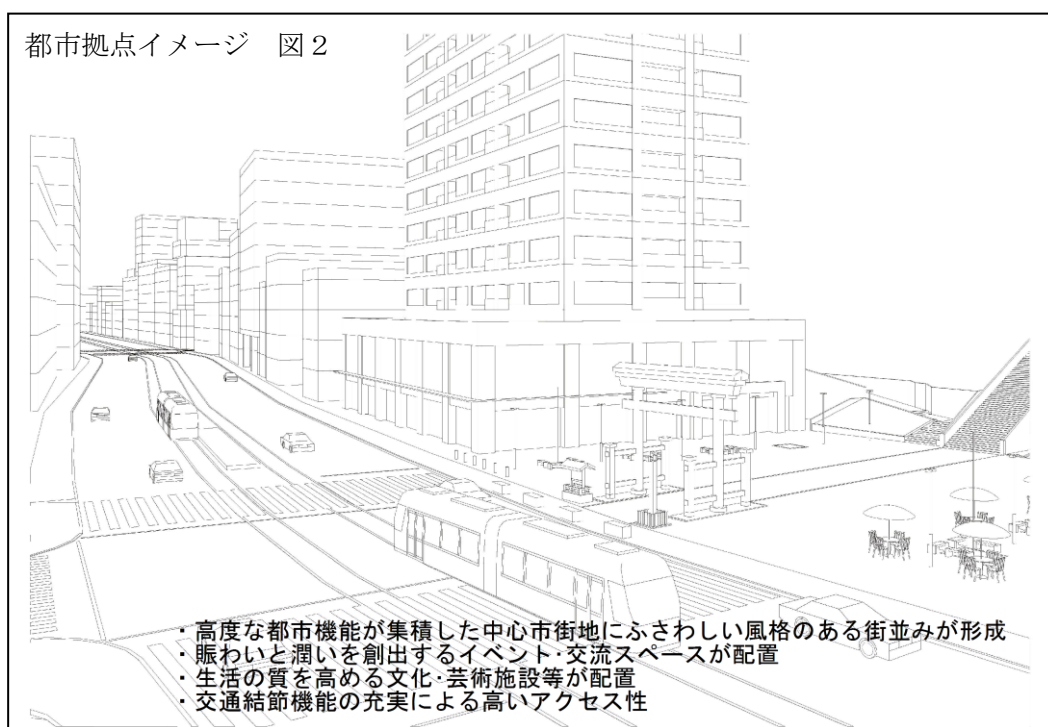 都市拠点イメージ　図２
・高度な都市機能が集積した中心市街地にふさわしい風格のある街並みが形成
・賑わいと潤いを創出するイベント・交流スペースが配置
・生活の質を高める文化・芸術施設等が配置
・交通結節機能の充実による高いアクセス性